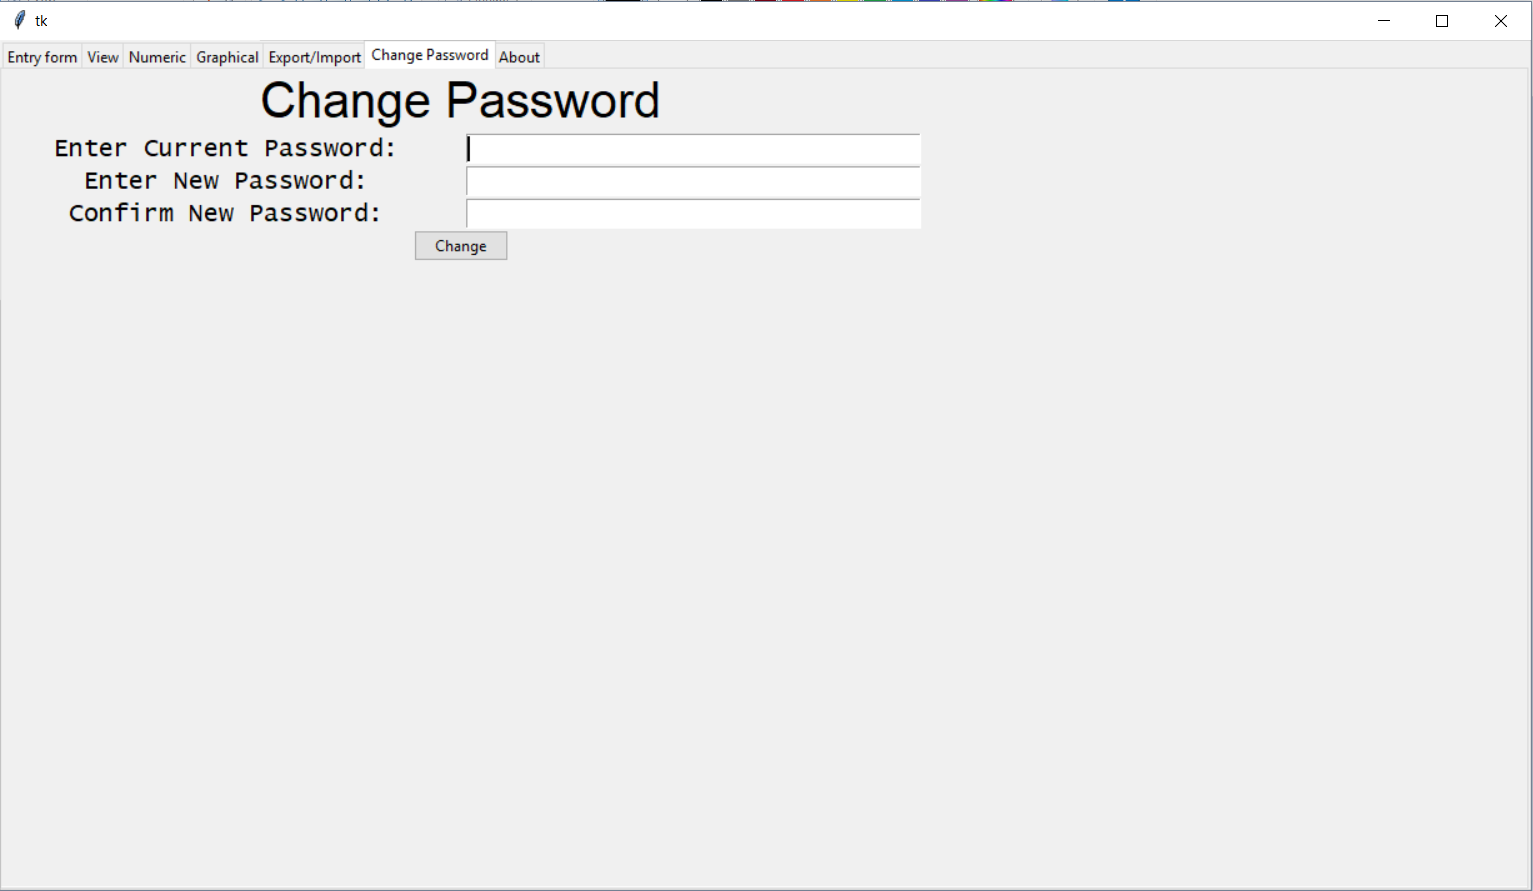 tk
Entry form View Numeric Graphical Export/Import Change Password About
Change Password
Enter Current Password:
Enter New Password:
Confirm New Password:
Change